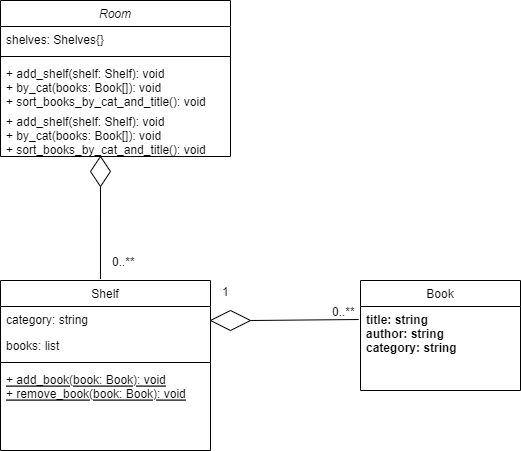 Room
shelves: Shelves{}
+ add_shelf(shelf: Shelf): void
+ by_cat(books: Book[]): void
+ sort_books_by_cat_and_title(): void
+ add_shelf(shelf: Shelf): void
+ by_cat(books: Book[]): void
+ sort_books_by_cat_and_title(): void
0..**
Shelf
category: string
books: list
+ add_book(book: Book): void
+ remove_book(book: Book): void
1
0..**
Book
title: string
author: string
category: string